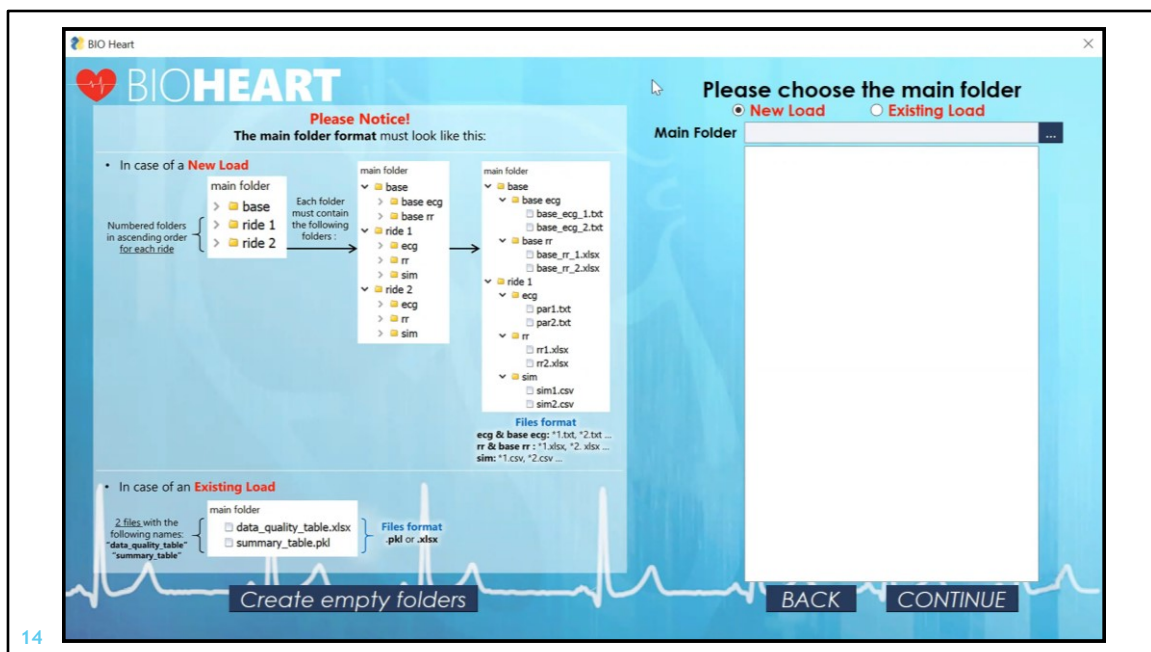 BIO Heart
BIOHEART
Please Notice!
The main folder format must look like this:
• In case of a New Load
Numbered folders
in ascending order
for each ride
main folder
base
ride 1
ride 2
Each folder
must contain
the following
folders :
main folder
base
base ecg
base rr
ride 1
ecg
rr
sim
ride 2
ecg
rr
sim
main folder
base
base ecg
base_ecg_1.txt
base_ecg_2.txt
base rr
base_rr_1.xlsx
base_rr_2.xlsx
ride 1
ecg
par1.txt
par2.txt
rr
rr1.xlsx
rr2.xlsx
sim
sim1.csv
sim2.csv
Files format
ecg & base ecg: *1.txt, *2.txt ...
rr & base rr : *1.xlsx, *2. xlsx ...
sim: *1.csv, *2.csv ...
• In case of an Existing Load
2 files with the
following names:
"data_quality_table"
"summary_table"
main folder
data_quality_table.xlsx
summary_table.pkl
Files format
.pkl or .xlsx
Create empty folders
Please choose the main folder
New Load
Existing Load
Main Folder
...
BACK
CONTINUE
14